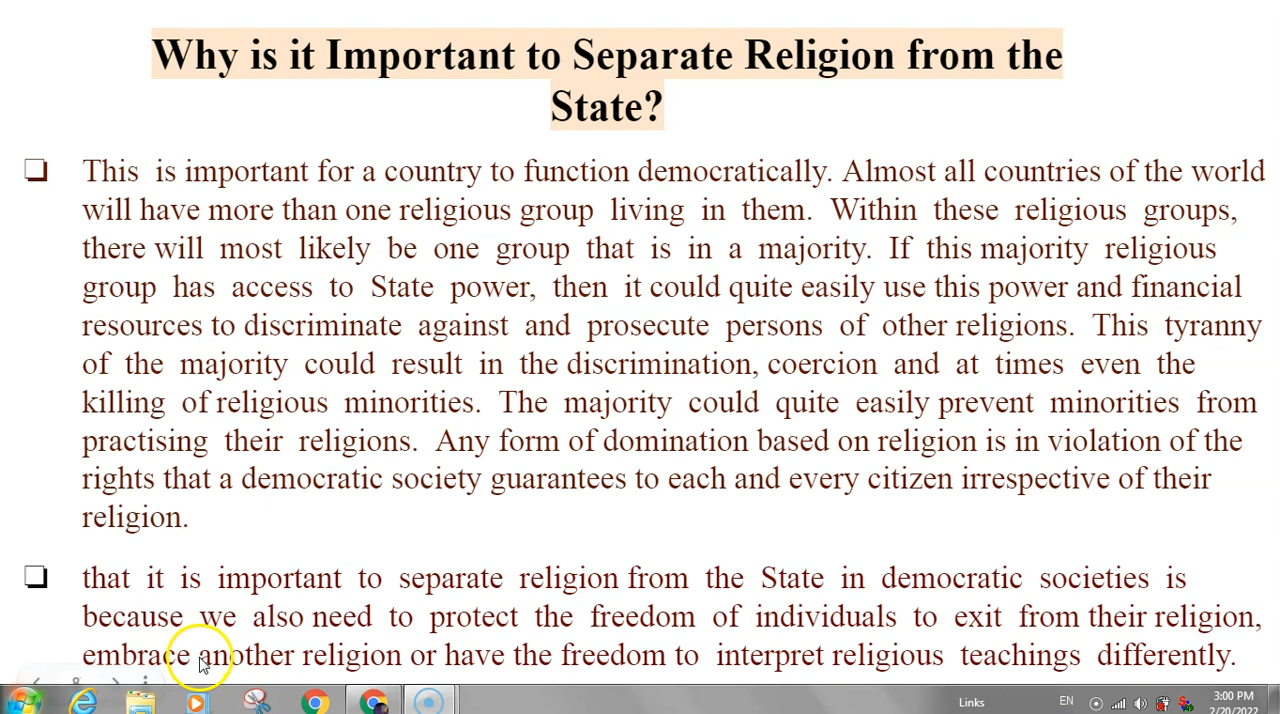 Why is it Important to Separate Religion from the
State?
This is important for a country to function democratically. Almost all countries of the world
will have more than one religious group living in them. Within these religious groups,
there will most likely be one group that is in a majority. If this majority religious
group has access to State power, then it could quite easily use this power and financial
resources to discriminate against and prosecute persons of other religions. This tyranny
of the majority could result in the discrimination, coercion and at times even the
killing of religious minorities. The majority could quite easily prevent minorities from
practising their religions. Any form of domination based on religion is in violation of the
rights that a democratic society guarantees to each and every citizen irrespective of their
religion.
that it is important to separate religion from the State in democratic societies is
because we also need to protect the freedom of individuals to exit from their religion,
embrace another religion or have the freedom to interpret religious teachings differently.
Links EN 3:00 PM
2/20/2022